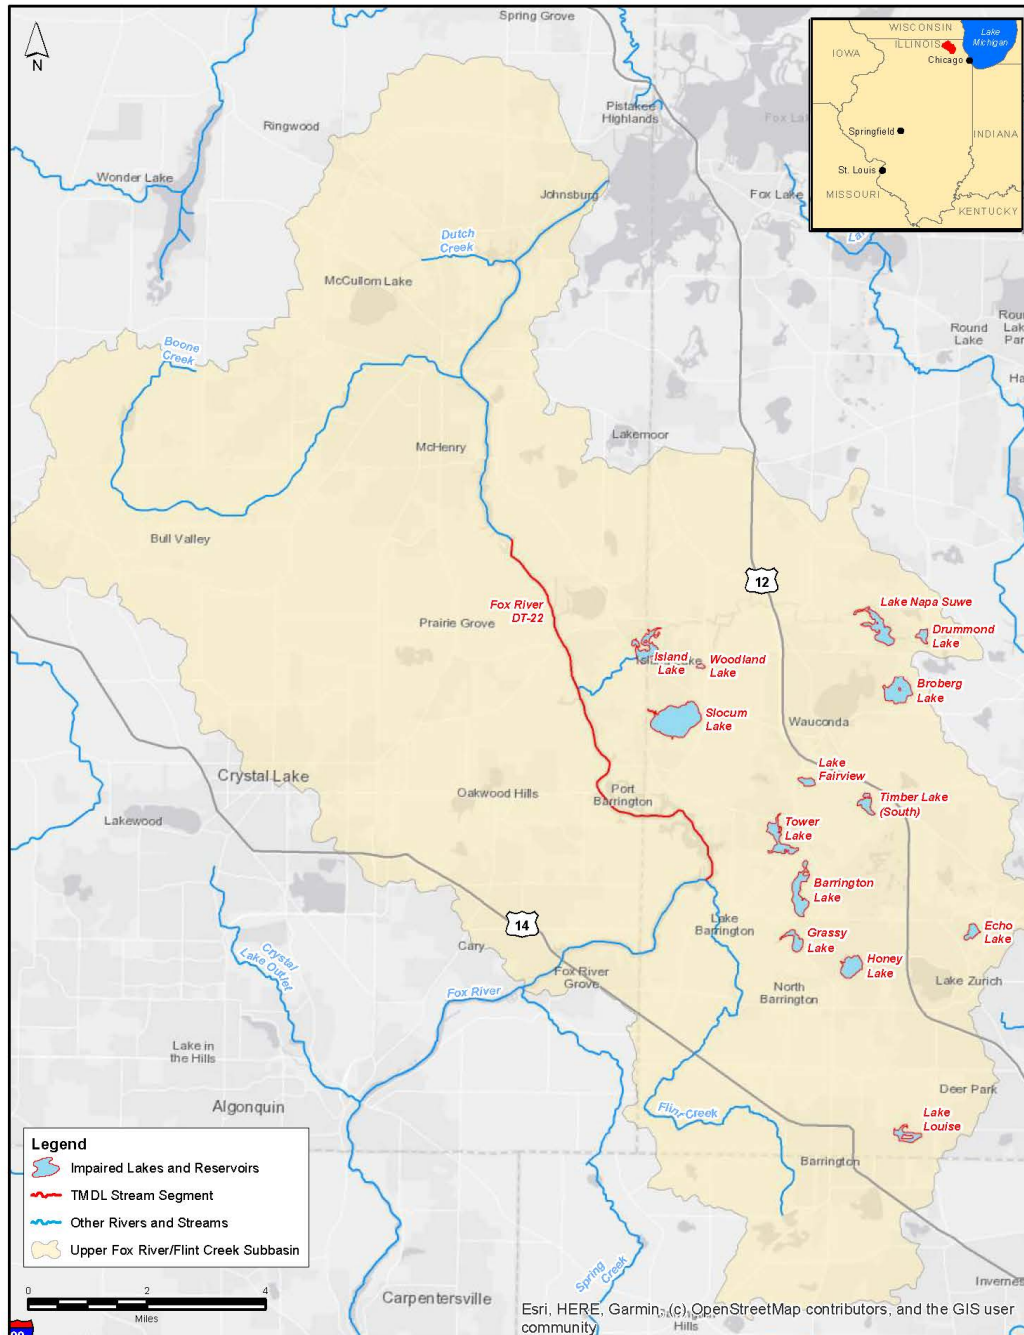 Spring Grove
WISCONSIN
Lake
Michigan
ILLINOIS
IOWA
Chicago
Springfield
INDIANA
St. Louis
MISSOURI
KENTUCKY
N
Pistakee
Highlands
Ringwood
Wonder Lake
Johnsburg
Fox Lake
Dutch
Creek
McCullom Lake
Boone
Creek
Round
Lake
Lakemoor
McHenry
Bull Valley
12
Fox River
DT-22
Prairie Grove
Lake Napa Suwe
Drummond
Lake
Island
Lake
Woodland
Lake
Broberg
Lake
Slocum
Lake
Wauconda
Crystal Lake
Lake
Fairview
Oakwood Hills
Port
Barrington
Timber Lake
(South)
Lakewood
Tower
Lake
Barrington
Lake
14
Lake
Barrington
Grassy
Lake
Echo
Lake
Cary
Honey
Lake
Crystal
Lake Outlet
Fox River
Grove
Fox River
North
Barrington
Lake Zurich
Lake in
the Hills
Algonquin
Deer Park
Flint Creek
Lake
Louise
Barrington
Legend
Impaired Lakes and Reservoirs
TMDL Stream Segment
Other Rivers and Streams
Upper Fox River/Flint Creek Subbasin
Spring
Creek
0 2 4
Miles
Carpentersville
Esri, HERE, Garmin, (c) OpenStreetMap contributors, and the GIS user
community
Hills